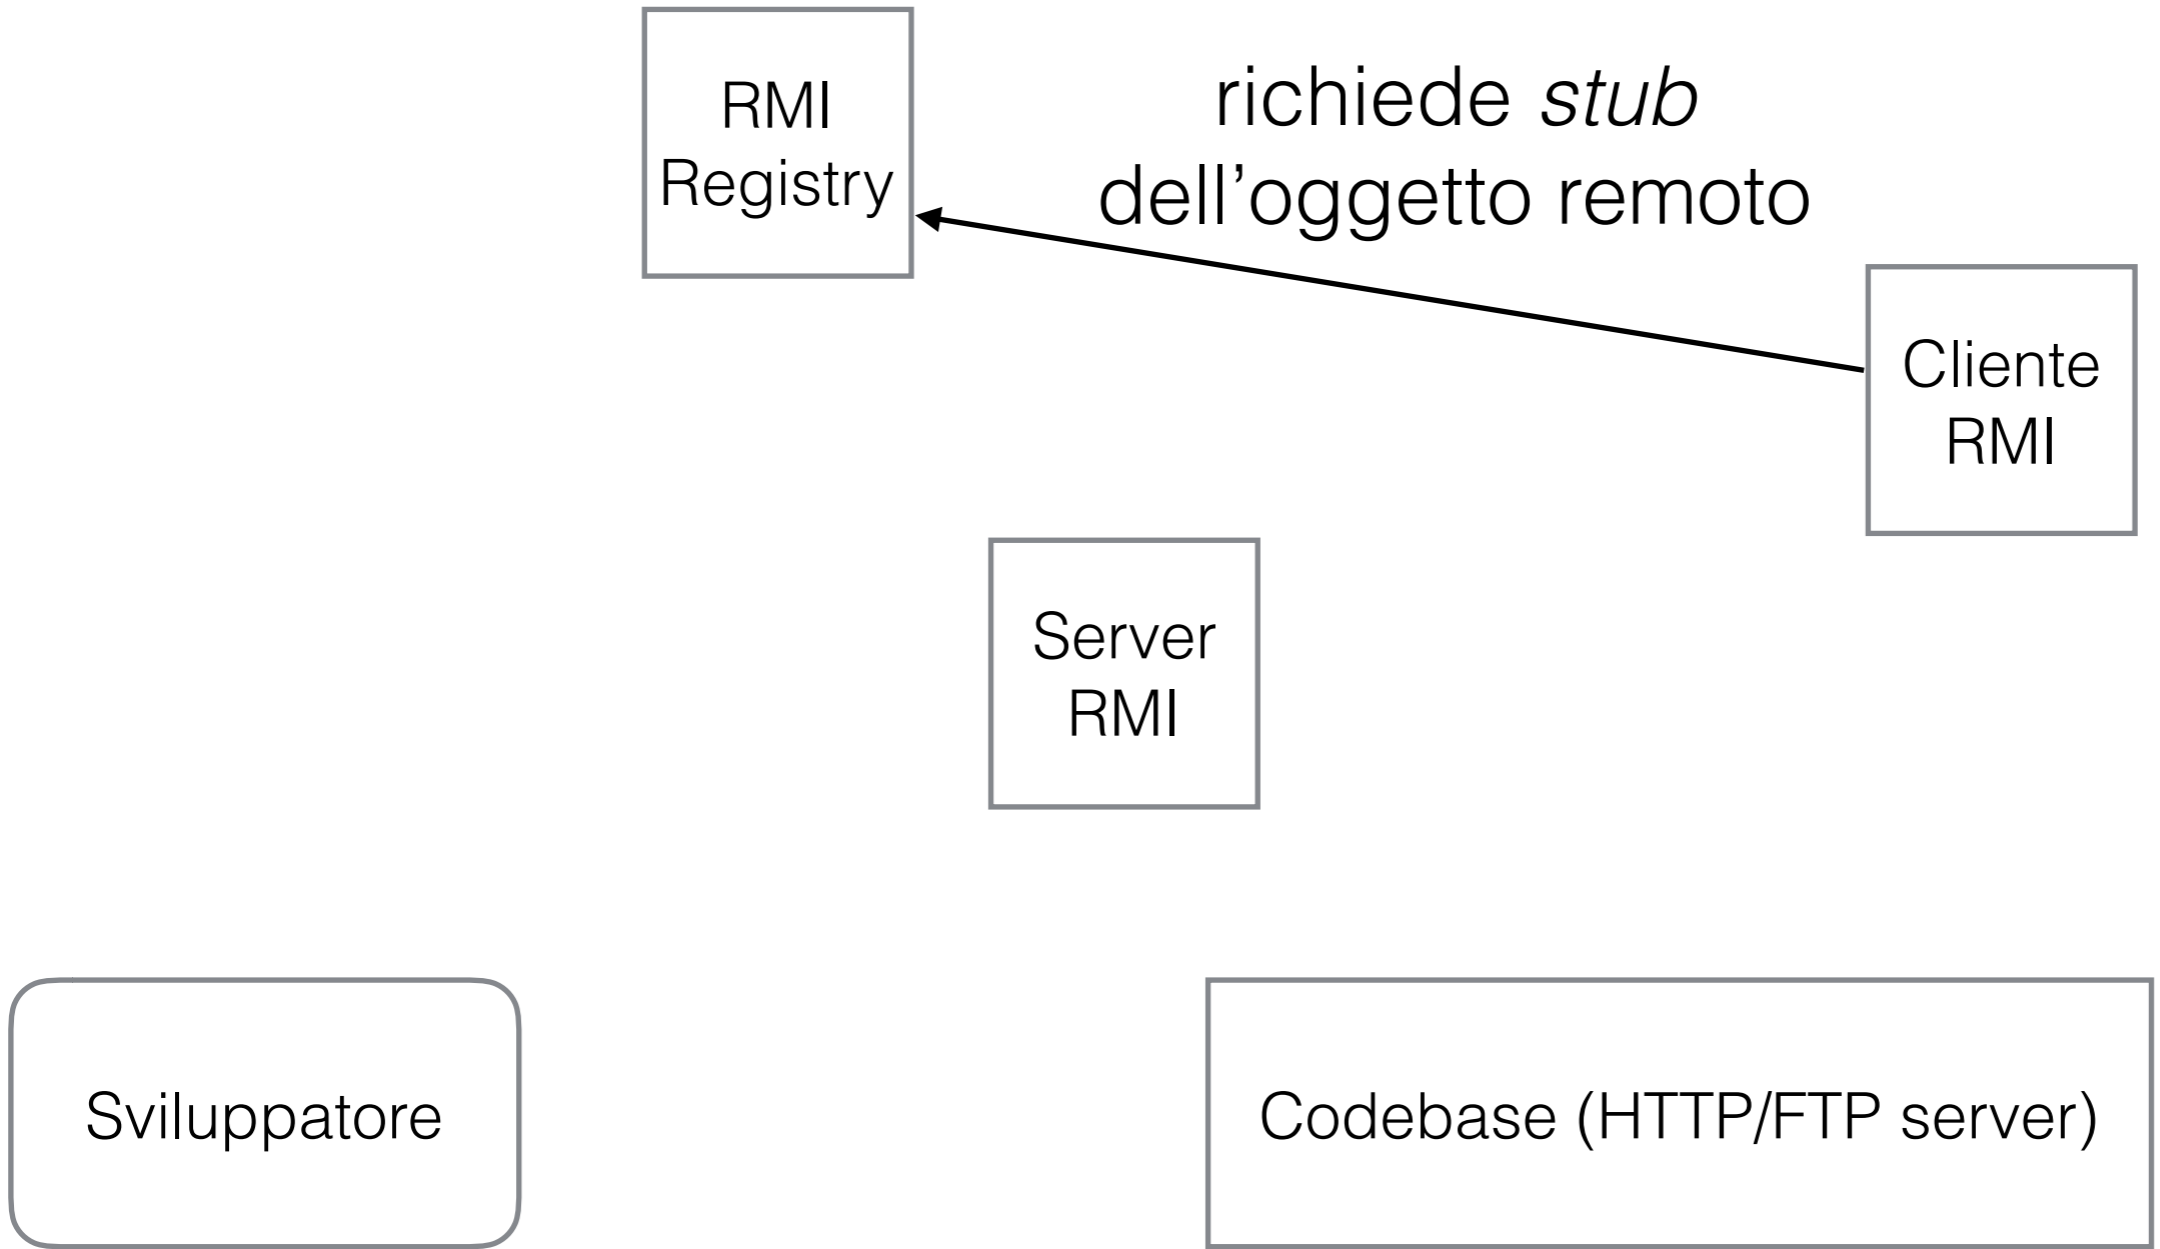 RMI
Registry
richiede stub
dell’oggetto remoto
Cliente
RMI
Server
RMI
Sviluppatore
Codebase (HTTP/FTP server)